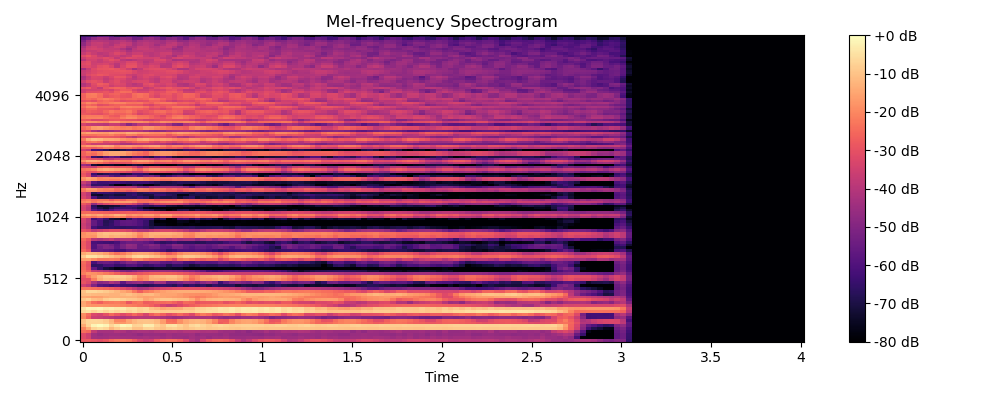 Mel-frequency Spectrogram
Hz
4096
2048
1024
512
0
0 0.5 1 1.5 2 2.5 3 3.5 4
Time
+0 dB
-10 dB
-20 dB
-30 dB
-40 dB
-50 dB
-60 dB
-70 dB
-80 dB